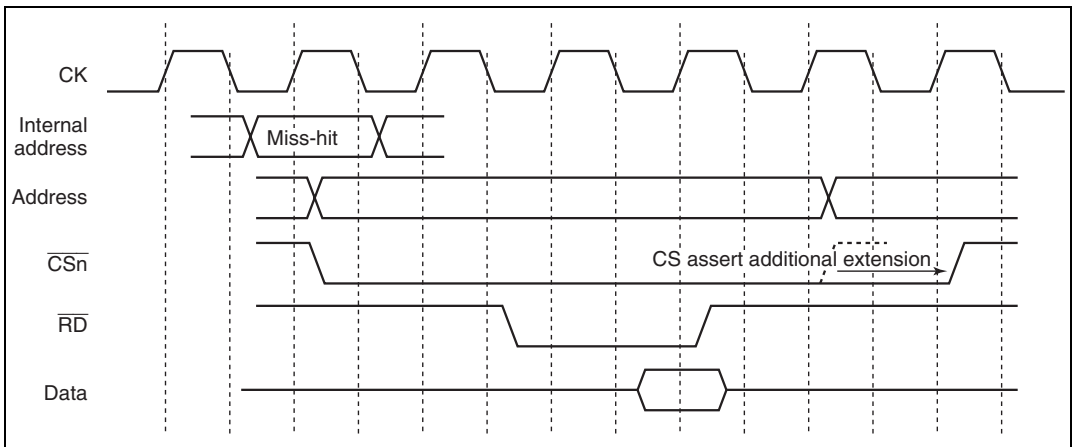 CK
Internal
address
Miss-hit
Address
CSn
CS assert additional extension
RD
Data